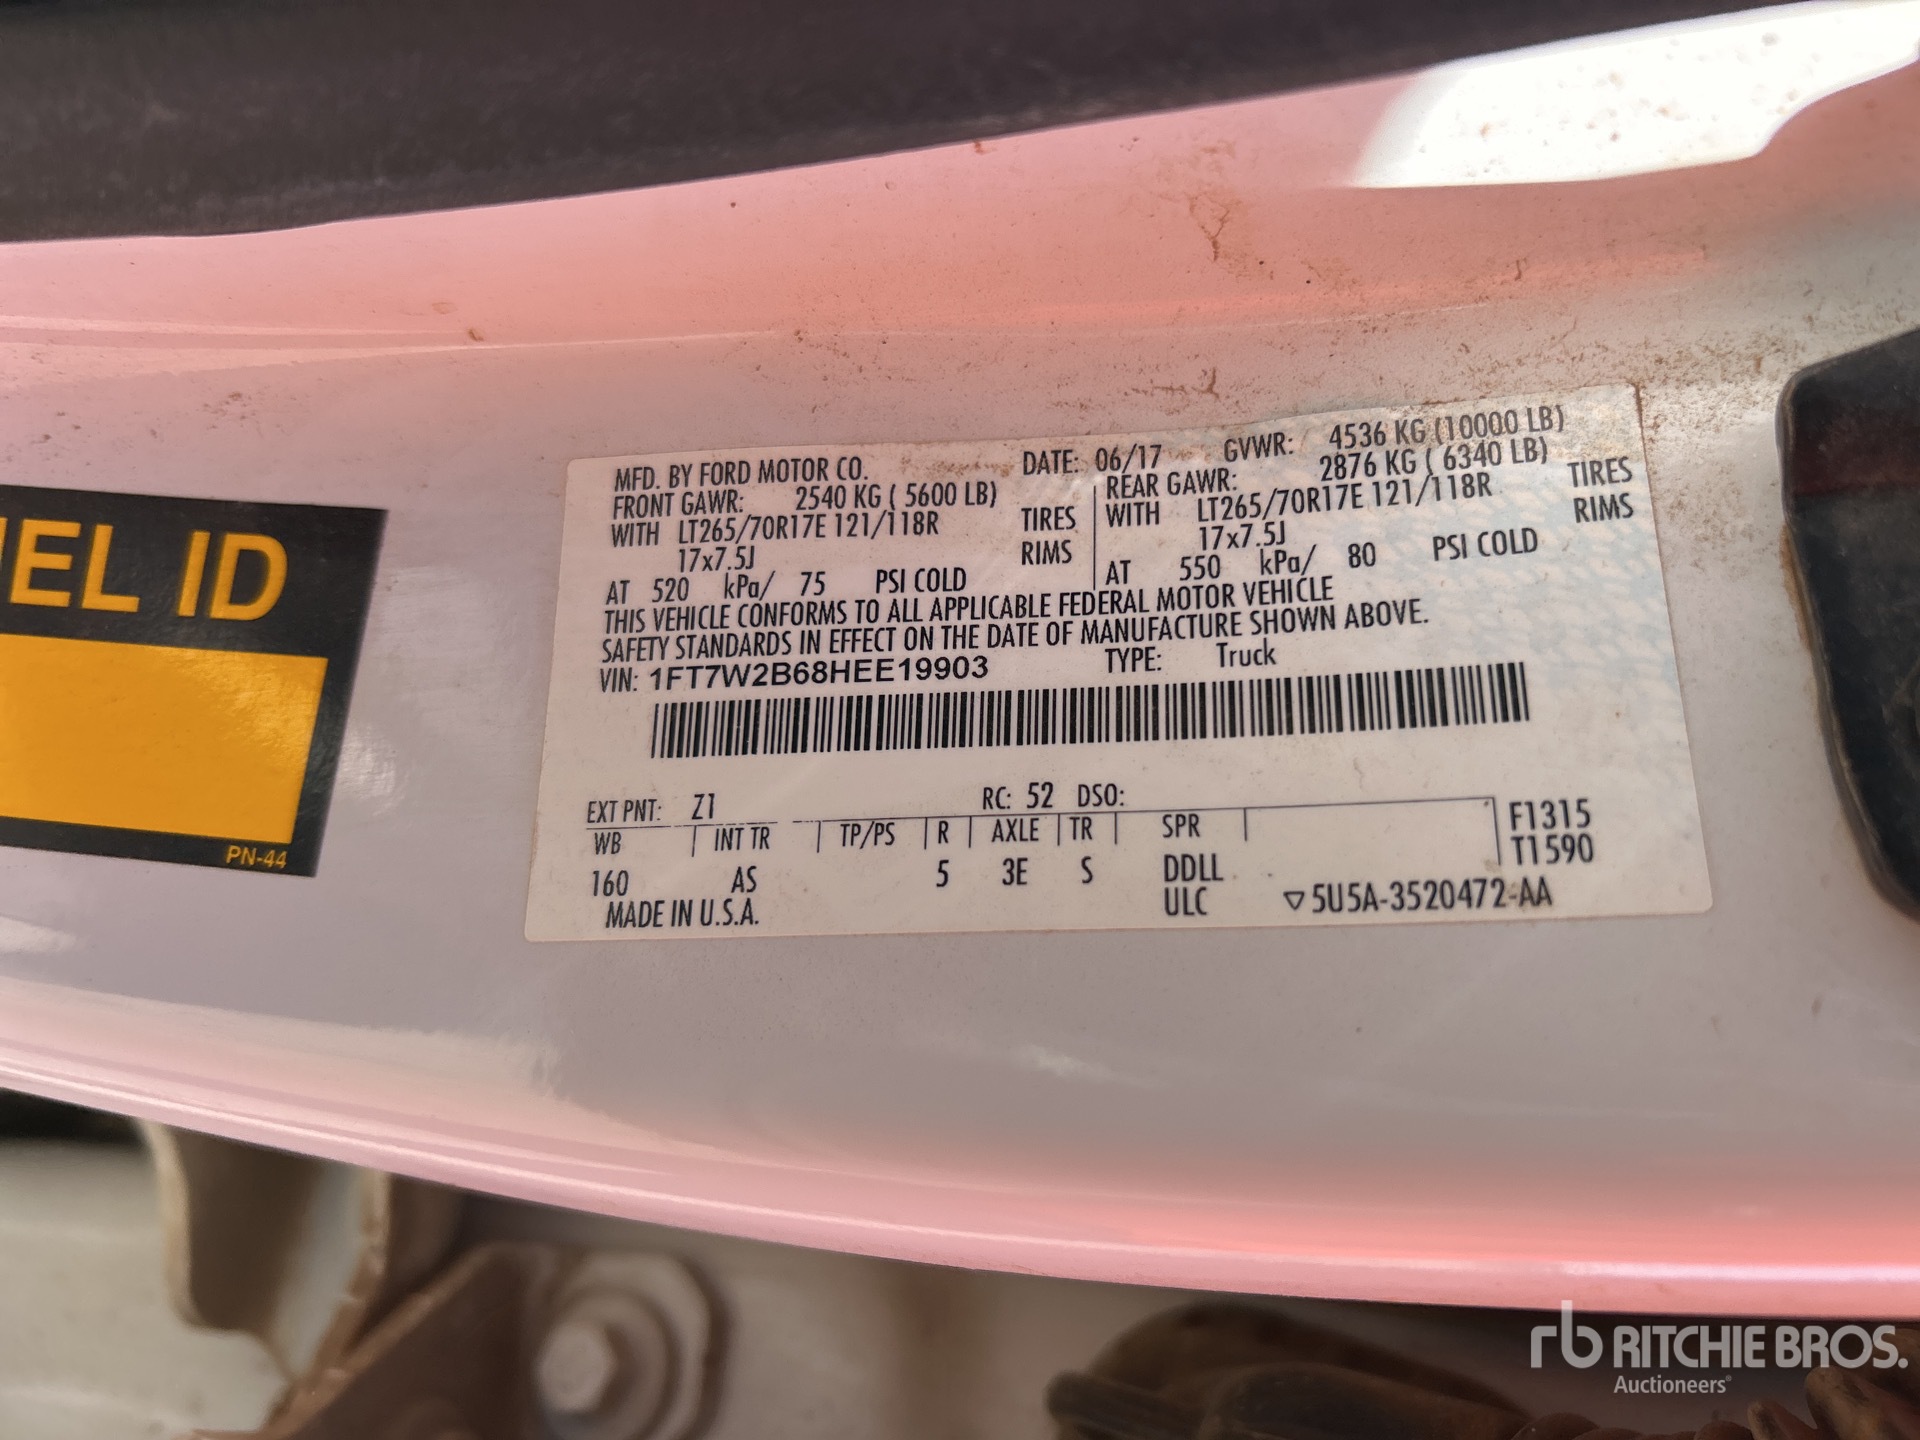 UEL ID
PN-44
MFD. BY FORD MOTOR CO. DATE: 06/17 GVWR: 4536 KG (10000 LB)
FRONT GAWR: 2540 KG ( 5600 LB) REAR GAWR: 2876 KG ( 6340 LB)
WITH LT265/70R17E 121/118R TIRES WITH LT265/70R17E 121/118R TIRES
17x7.5J RIMS 17x7.5J RIMS
AT 520 kPa/ 75 PSI COLD AT 550 kPa/ 80 PSI COLD
THIS VEHICLE CONFORMS TO ALL APPLICABLE FEDERAL MOTOR VEHICLE
SAFETY STANDARDS IN EFFECT ON THE DATE OF MANUFACTURE SHOWN ABOVE.
VIN: 1FT7W2B68HEE19903 TYPE: Truck
EXT PNT: Z1 RC: 52 DSO:
WB INT TR TP/PS R AXLE TR SPR F1315
T1590
160 AS 5 3E S DDLL
MADE IN U.S.A. ULC ▽5U5A-3520472-AA
rb RITCHIE BROS.
Auctioneers®